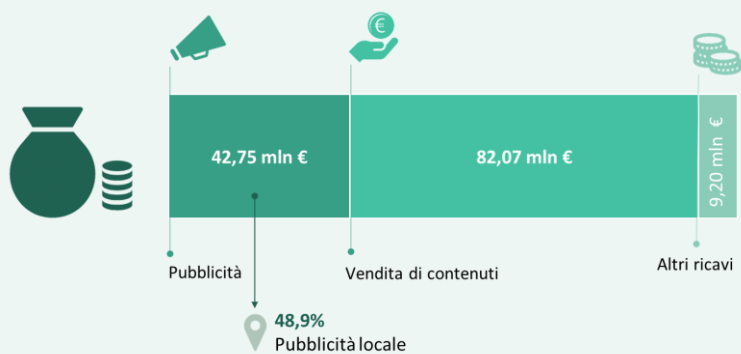 €
42,75 mln €
82,07 mln €
9,20 mln €
Pubblicità
Vendita di contenuti
Altri ricavi
48,9%
Pubblicità locale